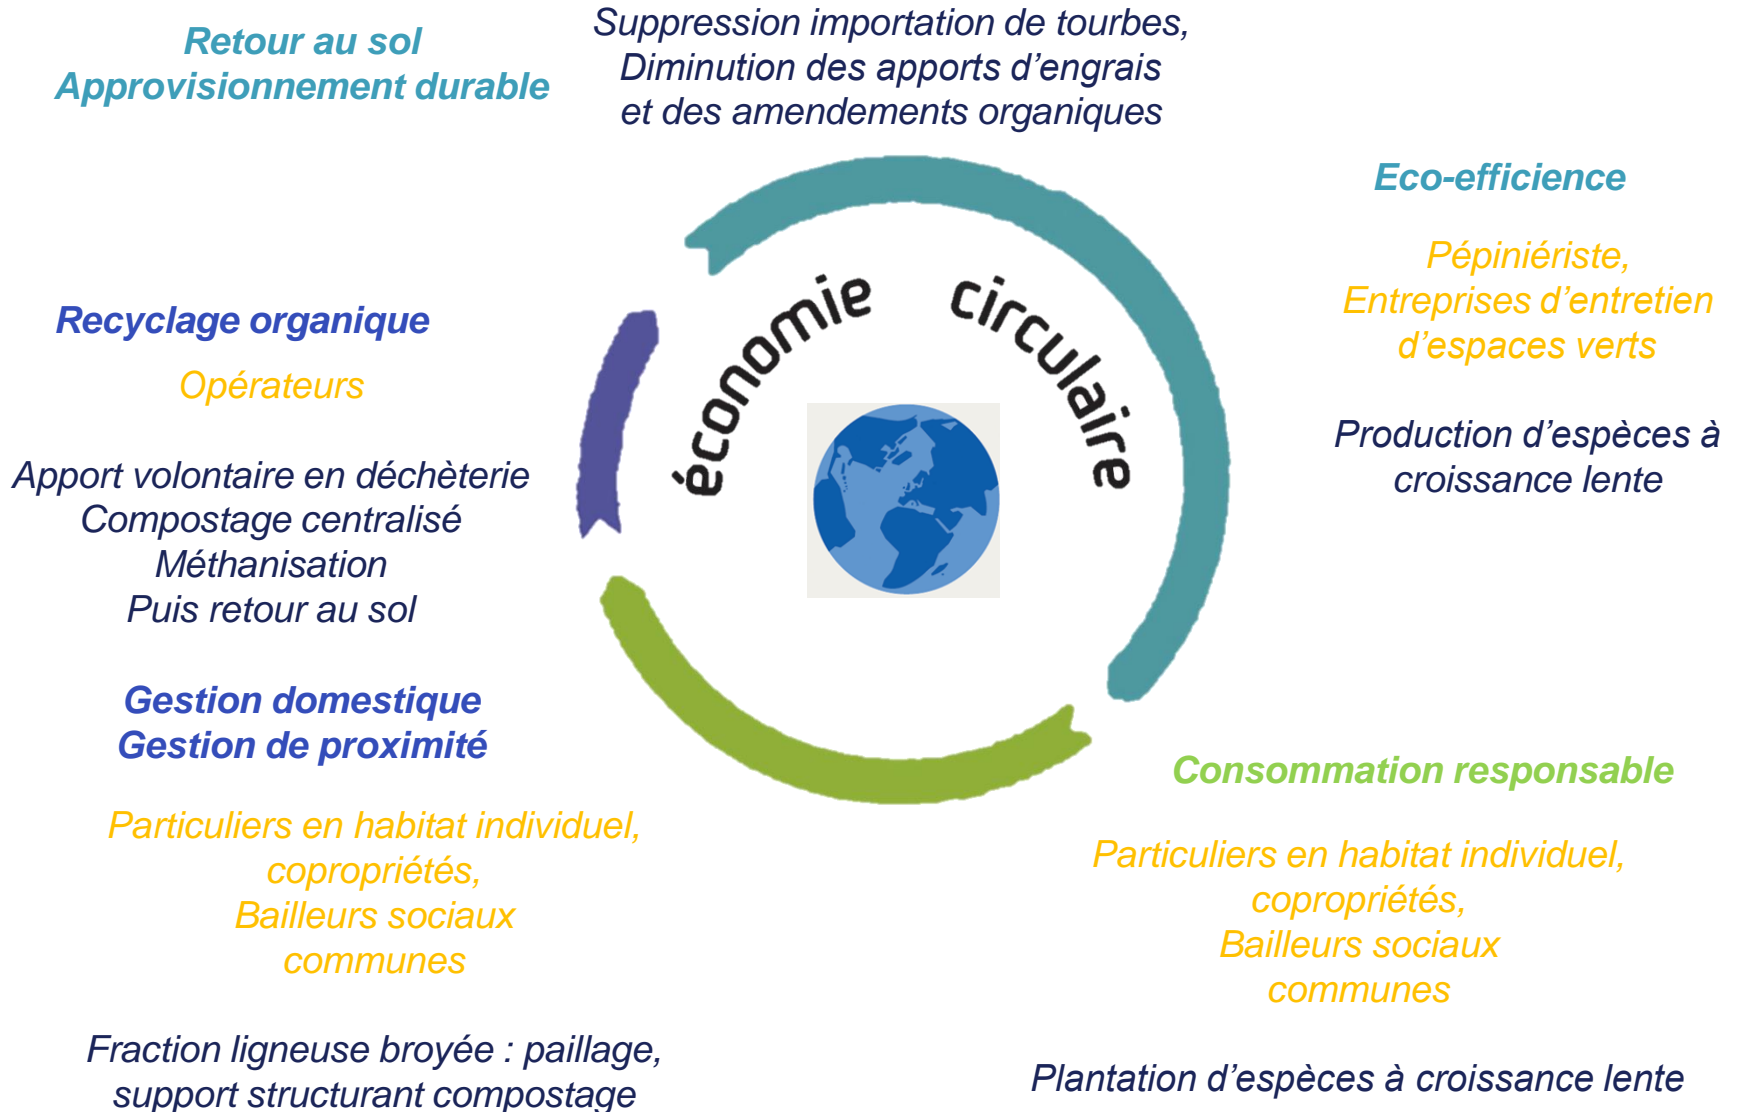 Retour au sol
Approvisionnement durable
Suppression importation de tourbes,
Diminution des apports d’engrais
et des amendements organiques
Eco-efficience
Pépiniériste,
Entreprises d’entretien
d’espaces verts
Production d’espèces à
croissance lente
économie circulaire
Recyclage organique
Opérateurs
Apport volontaire en déchèterie
Compostage centralisé
Méthanisation
Puis retour au sol
Gestion domestique
Gestion de proximité
Particuliers en habitat individuel,
copropriétés,
Bailleurs sociaux
communes
Fraction ligneuse broyée : paillage,
support structurant compostage
Consommation responsable
Particuliers en habitat individuel,
copropriétés,
Bailleurs sociaux
communes
Plantation d’espèces à croissance lente